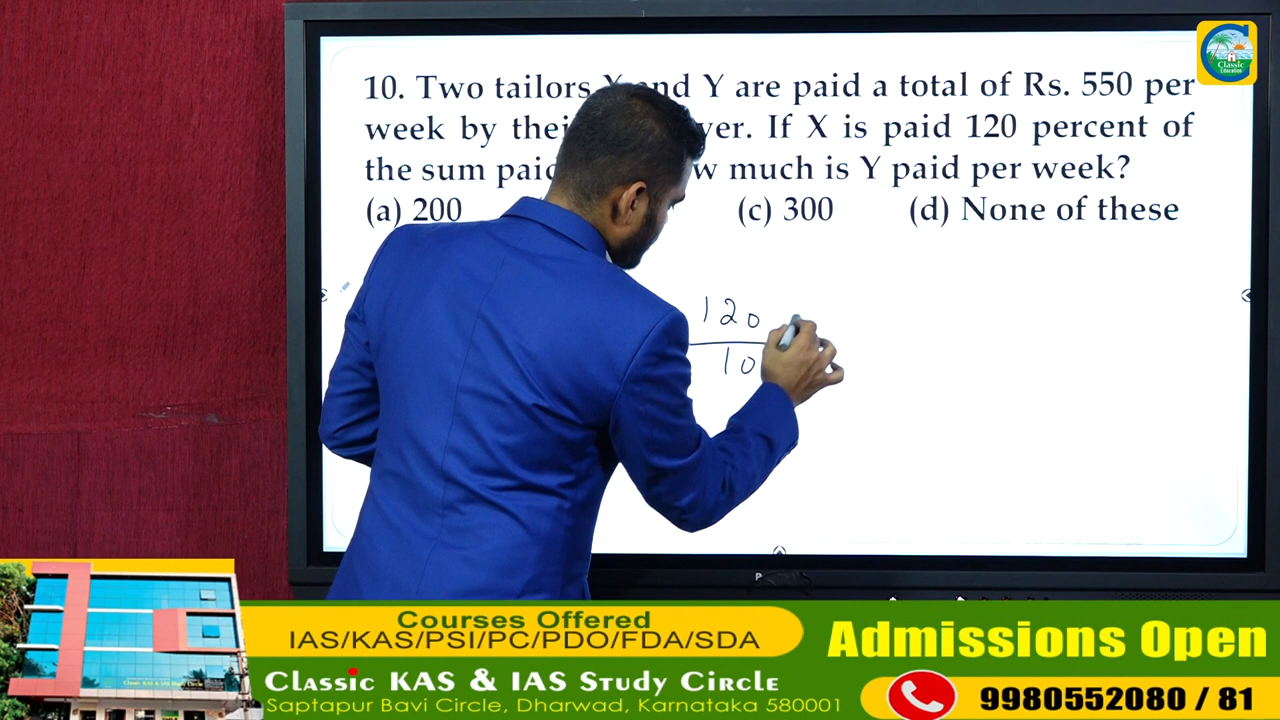 Classic
Education
10. Two tailors X and Y are paid a total of Rs. 550 per
week by thei yer. If X is paid 120 percent of
the sum paid w much is Y paid per week?
(a) 200 (c) 300 (d) None of these
120
10
Courses Offered
IAS/KAS/PSI/PC/PDO/FDA/SDA
Classic KAS & IAS Study Circle
Saptapur Bavi Circle, Dharwad, Karnataka 580001
Admissions Open
9980552080 / 81